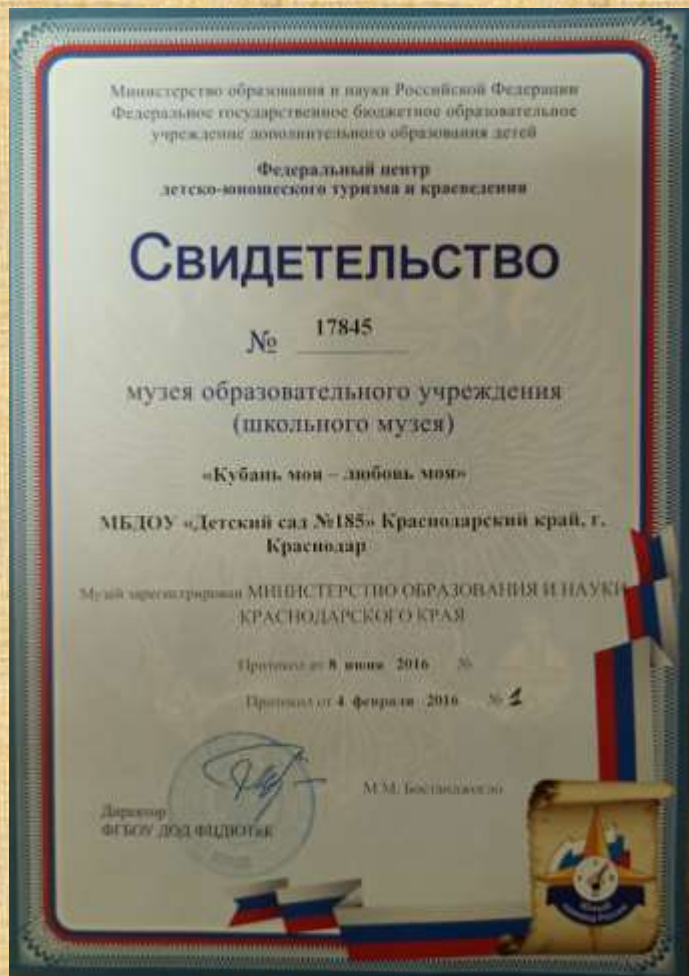 Министерство образования и науки Российской Федерации
Федеральное государственное бюджетное образовательное
учреждение дополнительного образования детей
Федеральный центр
детско-юношеского туризма и краеведения
СВИДЕТЕЛЬСТВО
№ 17845
музея образовательного учреждения
(школьного музея)
«Кубань моя – любовь моя»
МБДОУ «Детский сад №185» Краснодарский край, г.
Краснодар
Музей зарегистрирован МИНИСТЕРСТВО ОБРАЗОВАНИЯ И НАУКИ
КРАСНОДАРСКОГО КРАЯ
Протокол от 8 2016 №
Протокол от 4 февраля 2016 № 1
М.М. Бостанджогло
Директор
ФГБОУ ДОД ФЦДЮТиК